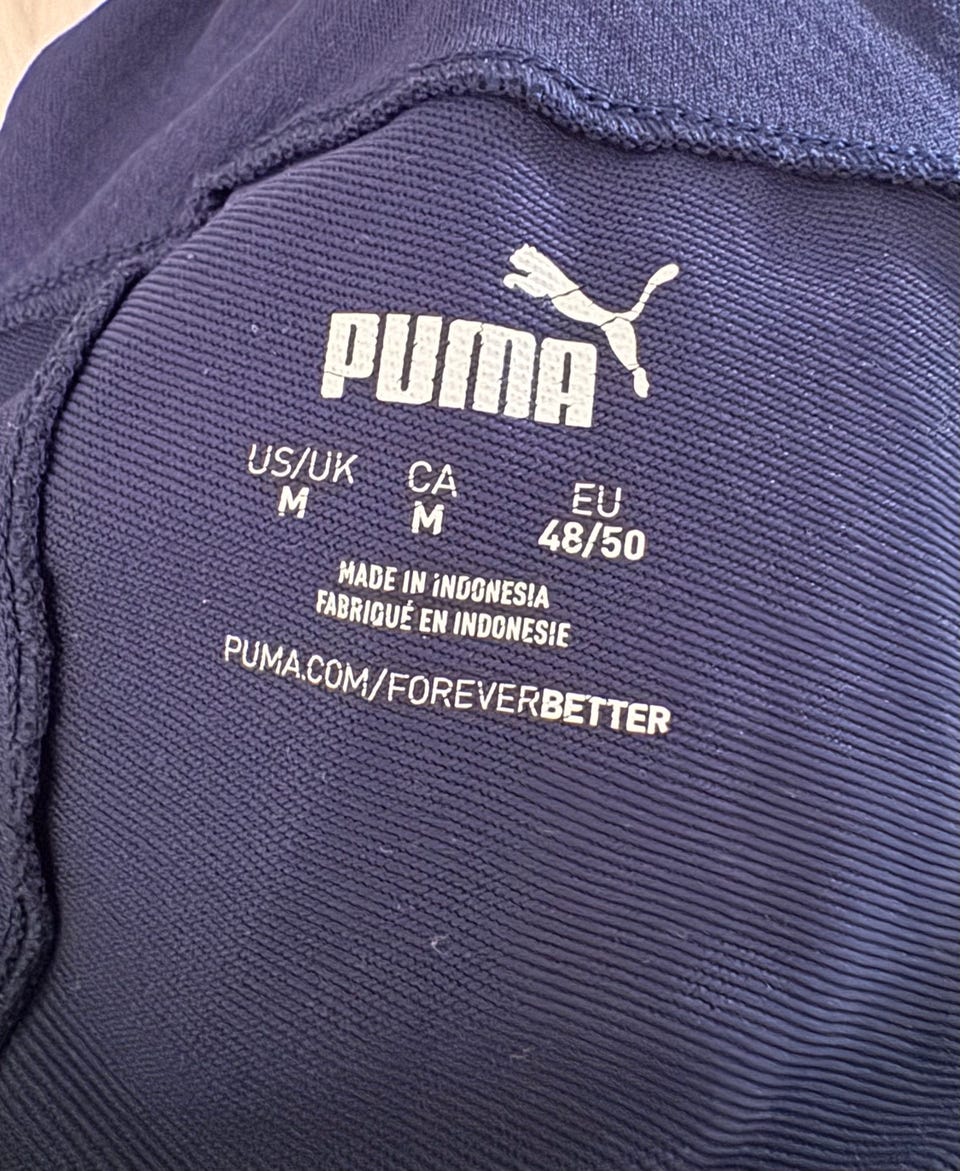 PUMA
US/UK CA EU
M M 48/50
MADE IN INDONESIA
FABRIQUÉ EN INDONESIE
PUMA.COM/FOREVERBETTER